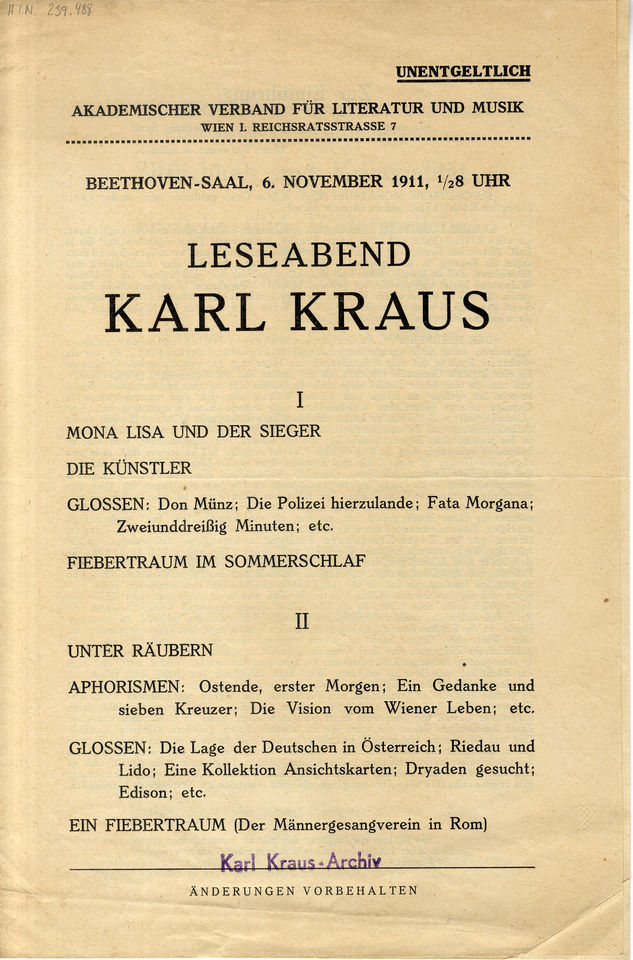 H.I.N. 239.488
UNENTGELTLICH
AKADEMISCHER VERBAND FÜR LITERATUR UND MUSIK
WIEN I. REICHSRATSSTRASSE 7
BEETHOVEN-SAAL, 6. NOVEMBER 1911, 1/28 UHR
LESEABEND
KARL KRAUS
I
MONA LISA UND DER SIEGER
DIE KÜNSTLER
GLOSSEN: Don Münz; Die Polizei hierzulande; Fata Morgana;
Zweiunddreißig Minuten; etc.
FIEBERTRAUM IM SOMMERSCHLAF
II
UNTER RÄUBERN
APHORISMEN: Ostende, erster Morgen; Ein Gedanke und
sieben Kreuzer; Die Vision vom Wiener Leben; etc.
GLOSSEN: Die Lage der Deutschen in Österreich; Riedau und
Lido; Eine Kollektion Ansichtskarten; Dryaden gesucht;
Edison; etc.
EIN FIEBERTRAUM (Der Männergesangverein in Rom)
Karl Kraus-Archiv
ÄNDERUNGEN VORBEHALTEN